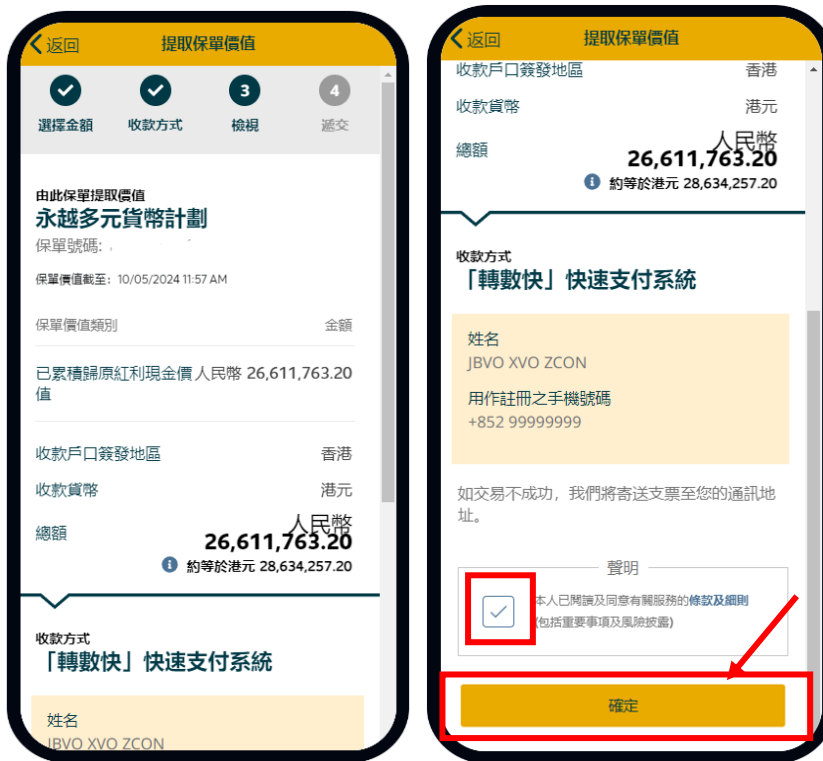 返回 提取保單價值
3 4
選擇金額 收款方式 檢視 遞交
由此保單提取價值
永越多元貨幣計劃
保單號碼:
保單價值截至: 10/05/2024 11:57 AM
保單價值類別 金額
已累積歸原紅利現金價 人民幣 26,611,763.20
值
收款戶口簽發地區 香港
收款貨幣 港元
總額 人民幣
26,611,763.20
約等於港元 28,634,257.20
收款方式
「轉數快」快速支付系統
姓名
JBVO XVO ZCON
返回 提取保單價值
收款戶口簽發地區 香港
收款貨幣 港元
總額 人民幣
26,611,763.20
約等於港元 28,634,257.20
收款方式
「轉數快」快速支付系統
姓名
JBVO XVO ZCON
用作註冊之手機號碼
+852 99999999
如交易不成功，我們將寄送支票至您的通訊地
址。
聲明
本人已閱讀及同意有關服務的條款及細則
(包括重要事項及風險披露)
確定